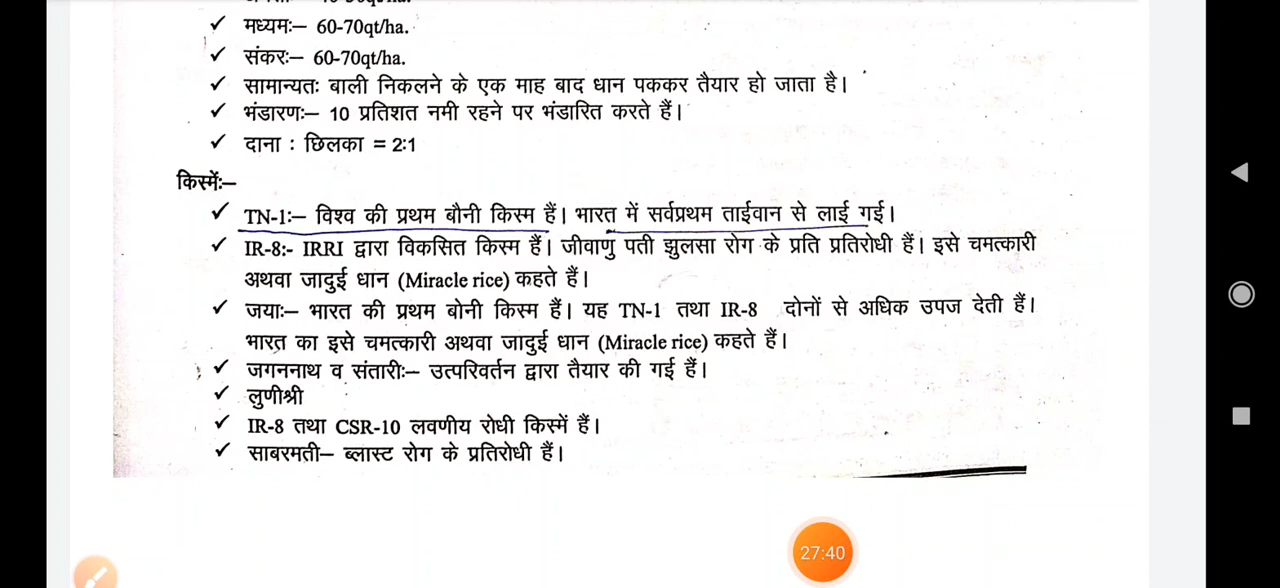 ✓ मध्यमः– 60-70qt/ha.
✓ संकरः– 60-70qt/ha.
✓ सामान्यतः बाली निकलने के एक माह बाद धान पककर तैयार हो जाता है।
✓ भंडारणः– 10 प्रतिशत नमी रहने पर भंडारित करते हैं।
✓ दाना : छिलका = 2:1
किस्मेंः–
✓ TN-1:– विश्व की प्रथम बौनी किस्म हैं। भारत में सर्वप्रथम ताईवान से लाई गई।
✓ IR-8:- IRRI द्वारा विकसित किस्म हैं। जीवाणु पती झुलसा रोग के प्रति प्रतिरोधी हैं। इसे चमत्कारी
अथवा जादुई धान (Miracle rice) कहते हैं।
✓ जयाः– भारत की प्रथम बोनी किस्म हैं। यह TN-1 तथा IR-8 दोनों से अधिक उपज देती हैं।
भारत का इसे चमत्कारी अथवा जादुई धान (Miracle rice) कहते हैं।
✓ जगननाथ व संतारीः– उत्परिवर्तन द्वारा तैयार की गई हैं।
✓ लुणीश्री
✓ IR-8 तथा CSR-10 लवणीय रोधी किस्में हैं।
✓ साबरमती– ब्लास्ट रोग के प्रतिरोधी हैं।
27:40